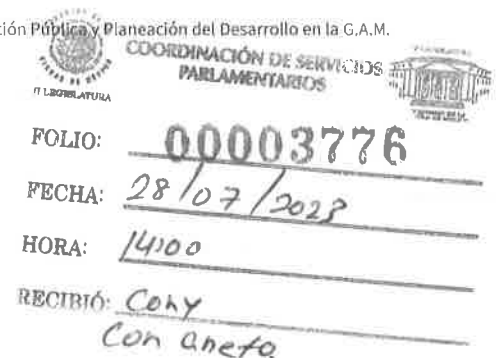 ción Pública y Planeación del Desarrollo en la G.A.M.
COORDINACIÓN DE SERVICIOS
PARLAMENTARIOS
II LEGISLATURA
FOLIO: 00003776
FECHA: 28/07/2023
HORA: 14:00
RECIBIÓ: Cony
Con anexo